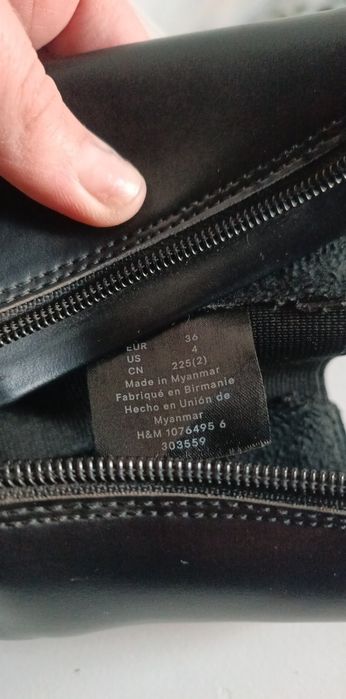 EUR 36
US 4
CN 225(2)
Made in Myanmar
Fabriqué en Birmanie
Hecho en Unión de
Myanmar
H&M 1076495 6
303559